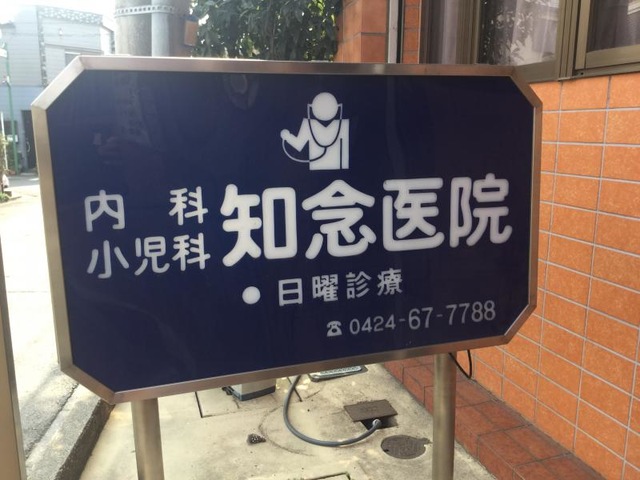 内科
小児科
知念医院
●日曜診療
☎ 0424-67-7788